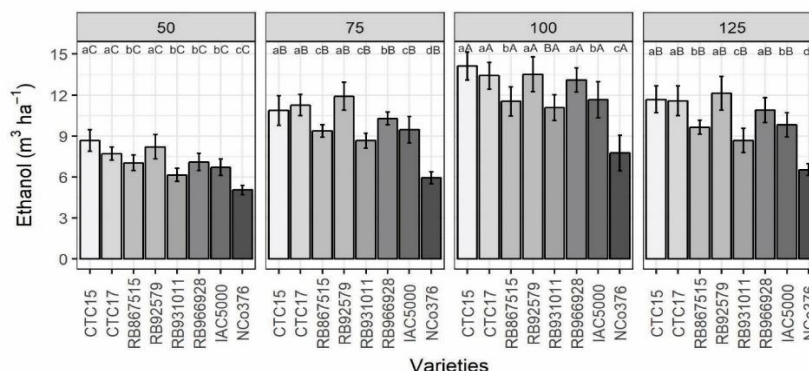 50 75 100 125
aC aC bC aC bC bC bC cC
aB aB cB aB cB bB cB dB
aA aA bA aA BA aA bA cA
aB aB bB aB cB aB bB
15
12
9
6
3
0
Ethanol (m³ ha⁻¹)
CTC15 CTC17 RB867515 RB92579 RB931011 RB966928 IAC5000 NCo376
CTC15 CTC17 RB867515 RB92579 RB931011 RB966928 IAC5000 NCo376
CTC15 CTC17 RB867515 RB92579 RB931011 RB966928 IAC5000 NCo376
CTC15 CTC17 RB867515 RB92579 RB931011 RB966928 IAC5000 NCo376
Varieties